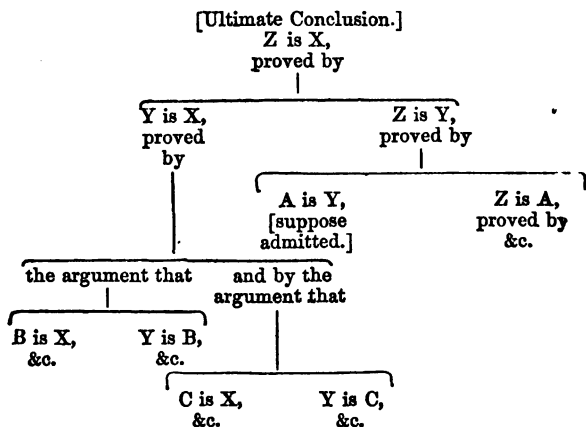 [Ultimate Conclusion.]
Z is X,
proved by
Y is X,
proved
by
Z is Y,
proved by
A is Y,
[suppose
admitted.]
Z is A,
proved by
&c.
the argument that
and by the
argument that
B is X,
&c.
Y is B,
&c.
C is X,
&c.
Y is C,
&c.